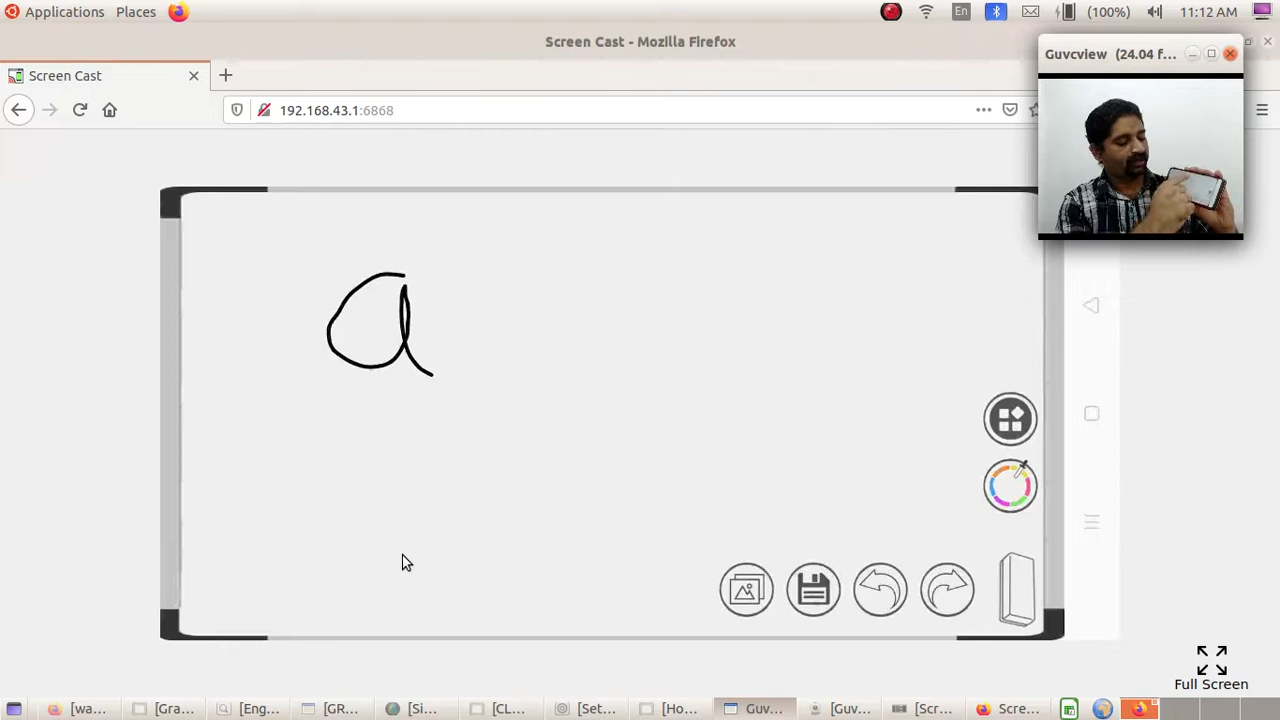 Applications Places En (100%) 11:12 AM
Screen Cast - Mozilla Firefox
Screen Cast
Guvcview (24.04 f...
192.168.43.1:6868
a
Full Screen
[wa... [Gra... [Eng... [GR... [Si... [CL... [Set... [Ho... Guv... [Guv... [Scr... Scre...